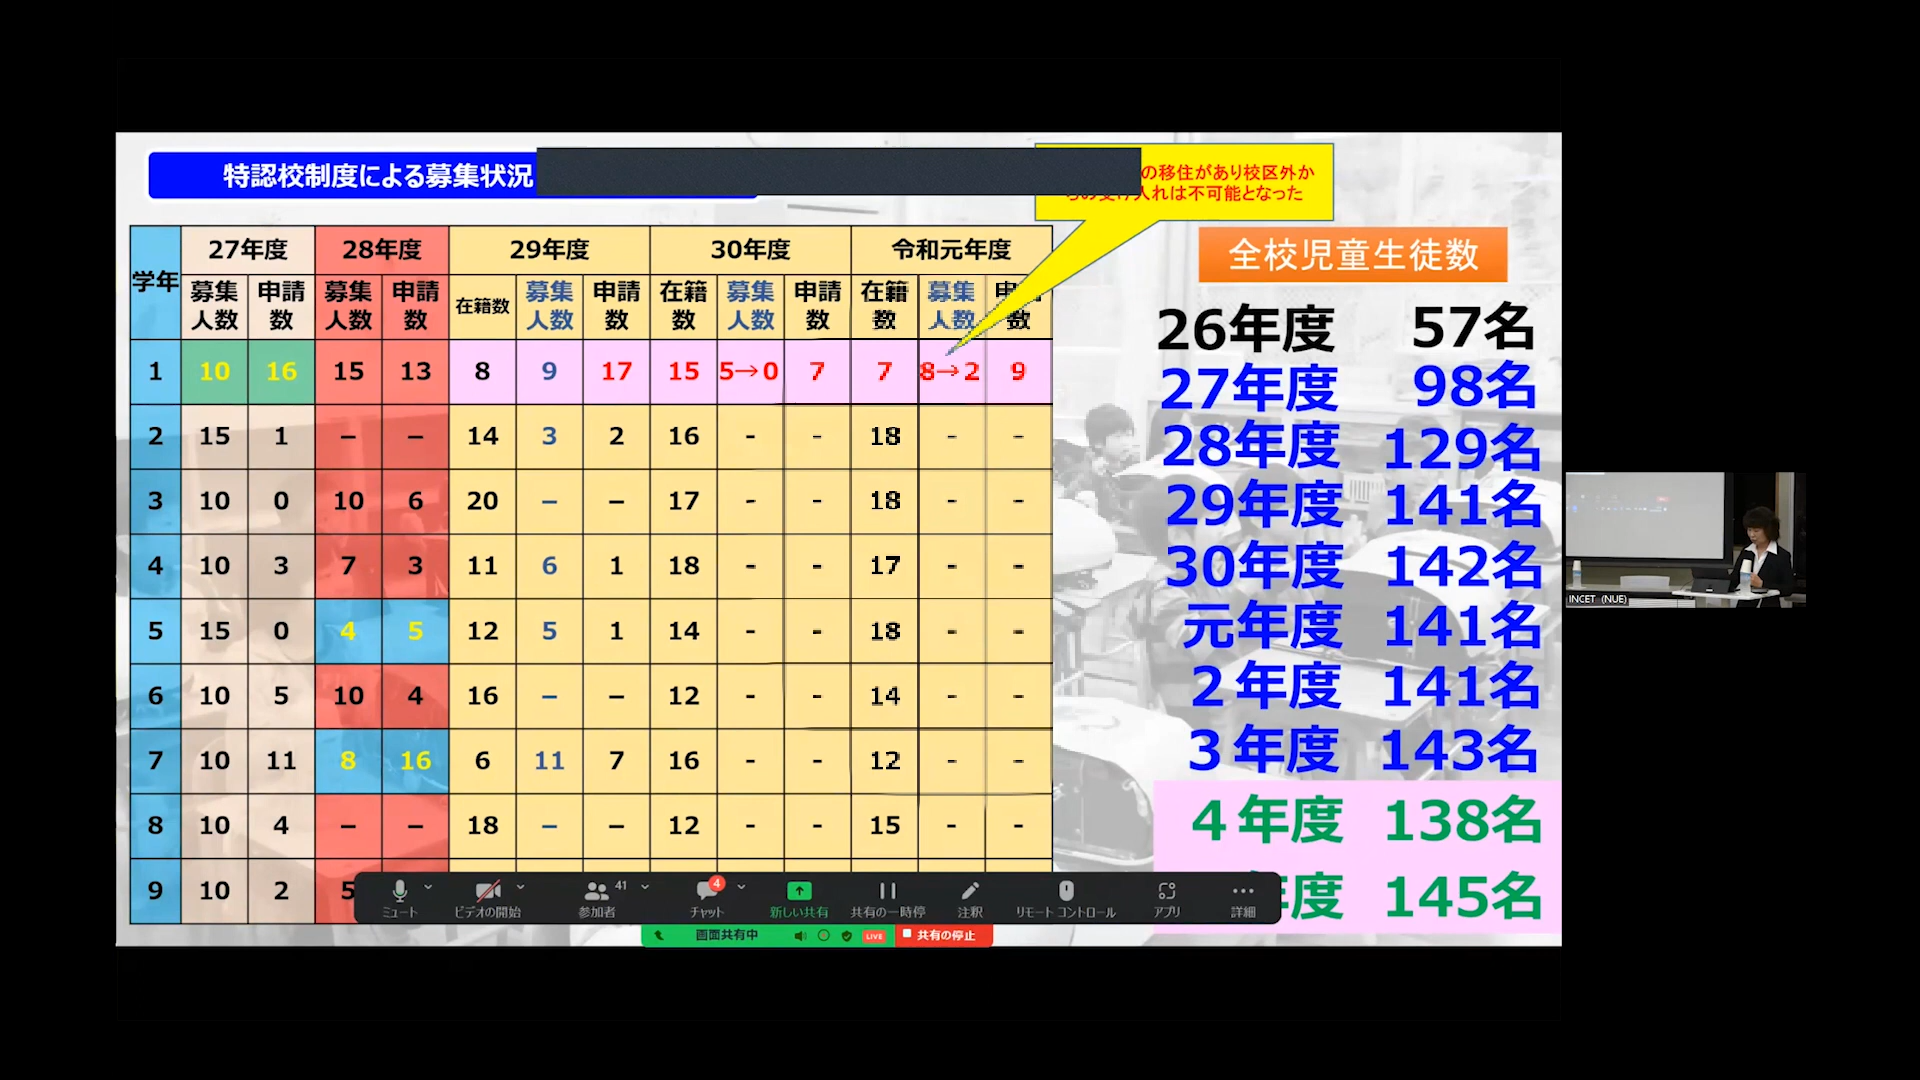 特認校制度による募集状況
の移住があり校区外か
入れは不可能となった
学年 27年度 28年度 29年度 30年度 令和元年度
募集人数 申請数 募集人数 申請数 在籍数 募集人数 申請数 在籍数 募集人数 申請数 在籍数 募集人数 申請数
1 10 16 15 13 8 9 17 15 5→0 7 7 8→2 9
2 15 1 – – 14 3 2 16 - - 18 - -
3 10 0 10 6 20 – – 17 - - 18 - -
4 10 3 7 3 11 6 1 18 - - 17 - -
5 15 0 4 5 12 5 1 14 - - 18 - -
6 10 5 10 4 16 – – 12 - - 14 - -
7 10 11 8 16 6 11 7 16 - - 12 - -
8 10 4 – – 18 – – 12 - - 15 - -
9 10 2 5
全校児童生徒数
26年度 57名
27年度 98名
28年度 129名
29年度 141名
30年度 142名
元年度 141名
2年度 141名
3年度 143名
4年度 138名
年度 145名
ミュート ビデオの開始 参加者 41 チャット 4 新しい共有 共有の一時停 注釈 リモート コントロール アプリ 詳細
画面共有中 LIVE 共有の停止
INCET (NUE)